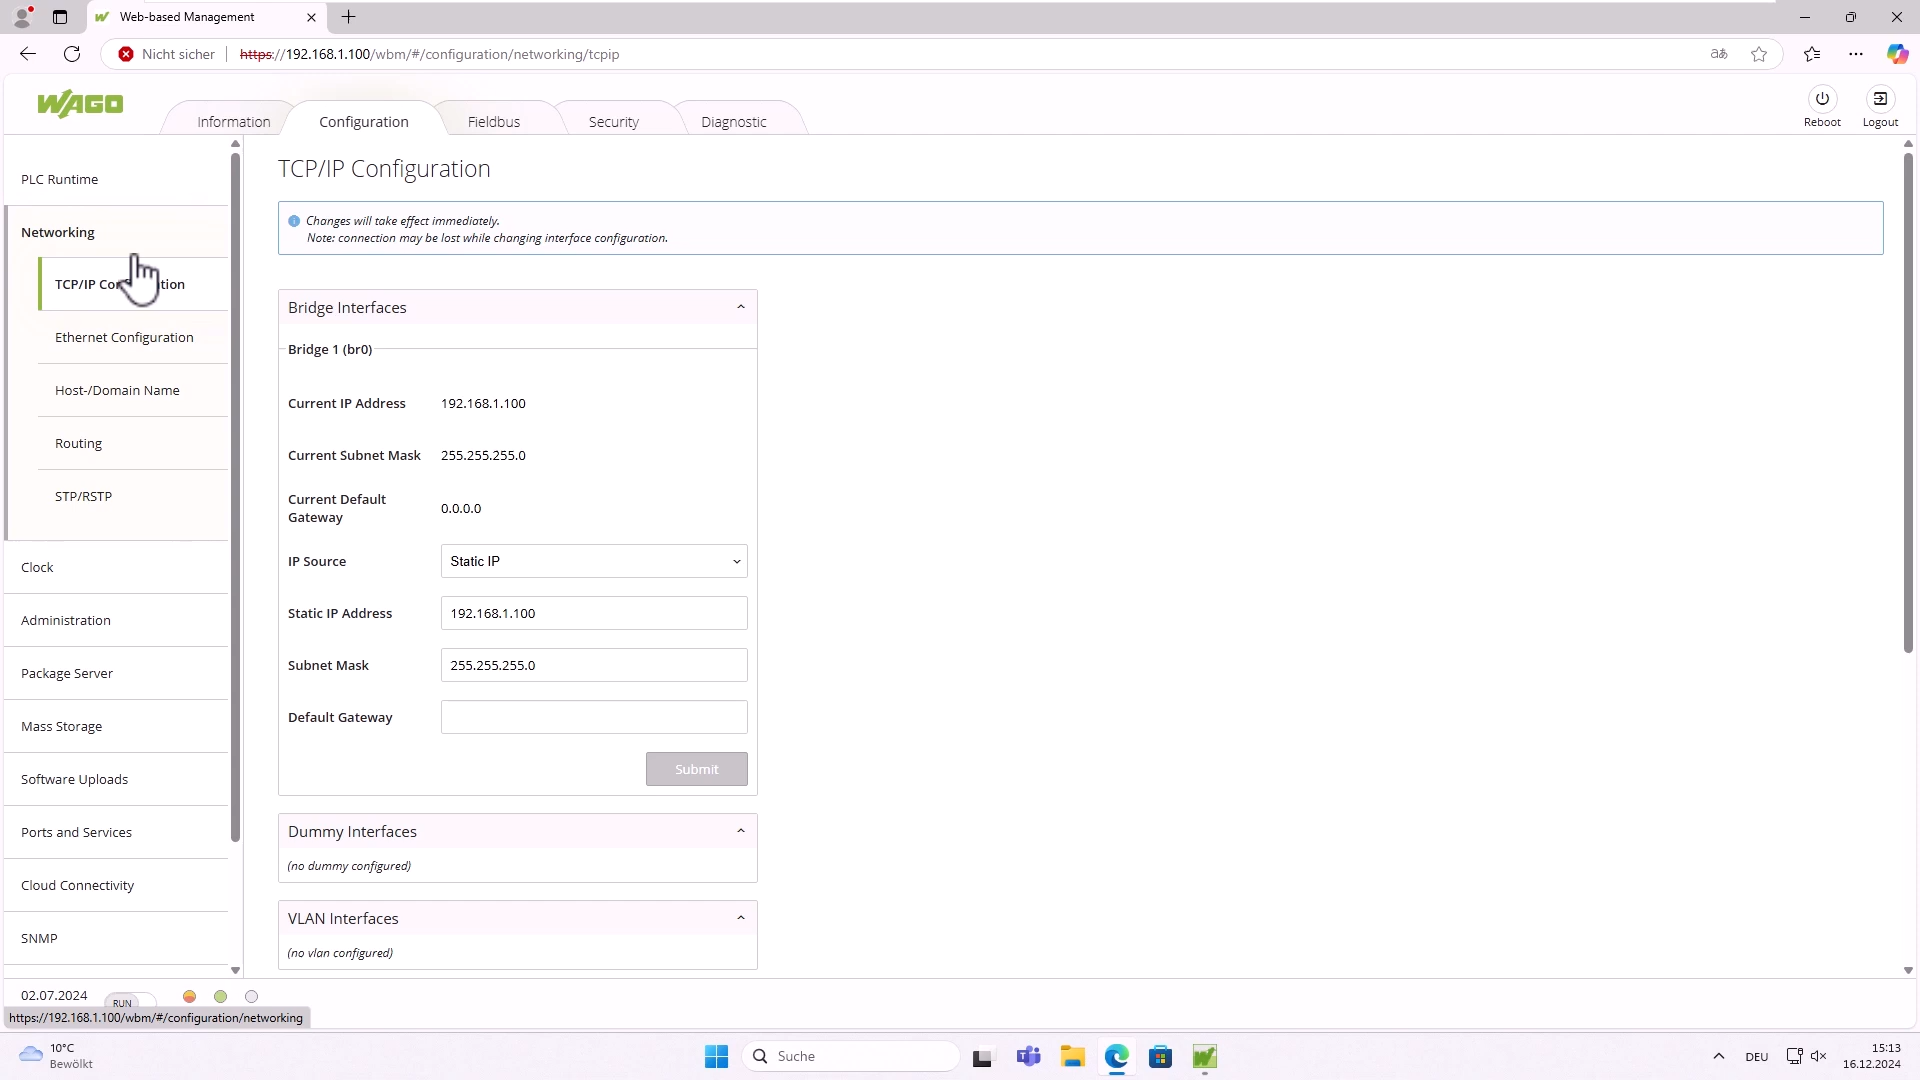 Web-based Management
Nicht sicher
https://192.168.1.100/wbm/#/configuration/networking/tcpip
WAGO
Information
Configuration
Fieldbus
Security
Diagnostic
Reboot
Logout
PLC Runtime
Networking
TCP/IP Co tion
Ethernet Configuration
Host-/Domain Name
Routing
STP/RSTP
Clock
Administration
Package Server
Mass Storage
Software Uploads
Ports and Services
Cloud Connectivity
SNMP
TCP/IP Configuration
Changes will take effect immediately.
Note: connection may be lost while changing interface configuration.
Bridge Interfaces
Bridge 1 (br0)
Current IP Address 192.168.1.100
Current Subnet Mask 255.255.255.0
Current Default
Gateway
0.0.0.0
IP Source Static IP
Static IP Address 192.168.1.100
Subnet Mask 255.255.255.0
Default Gateway
Submit
Dummy Interfaces
(no dummy configured)
VLAN Interfaces
(no vlan configured)
02.07.2024
RUN
https://192.168.1.100/wbm/#/configuration/networking
10°C
Bewölkt
Suche
DEU
15:13
16.12.2024